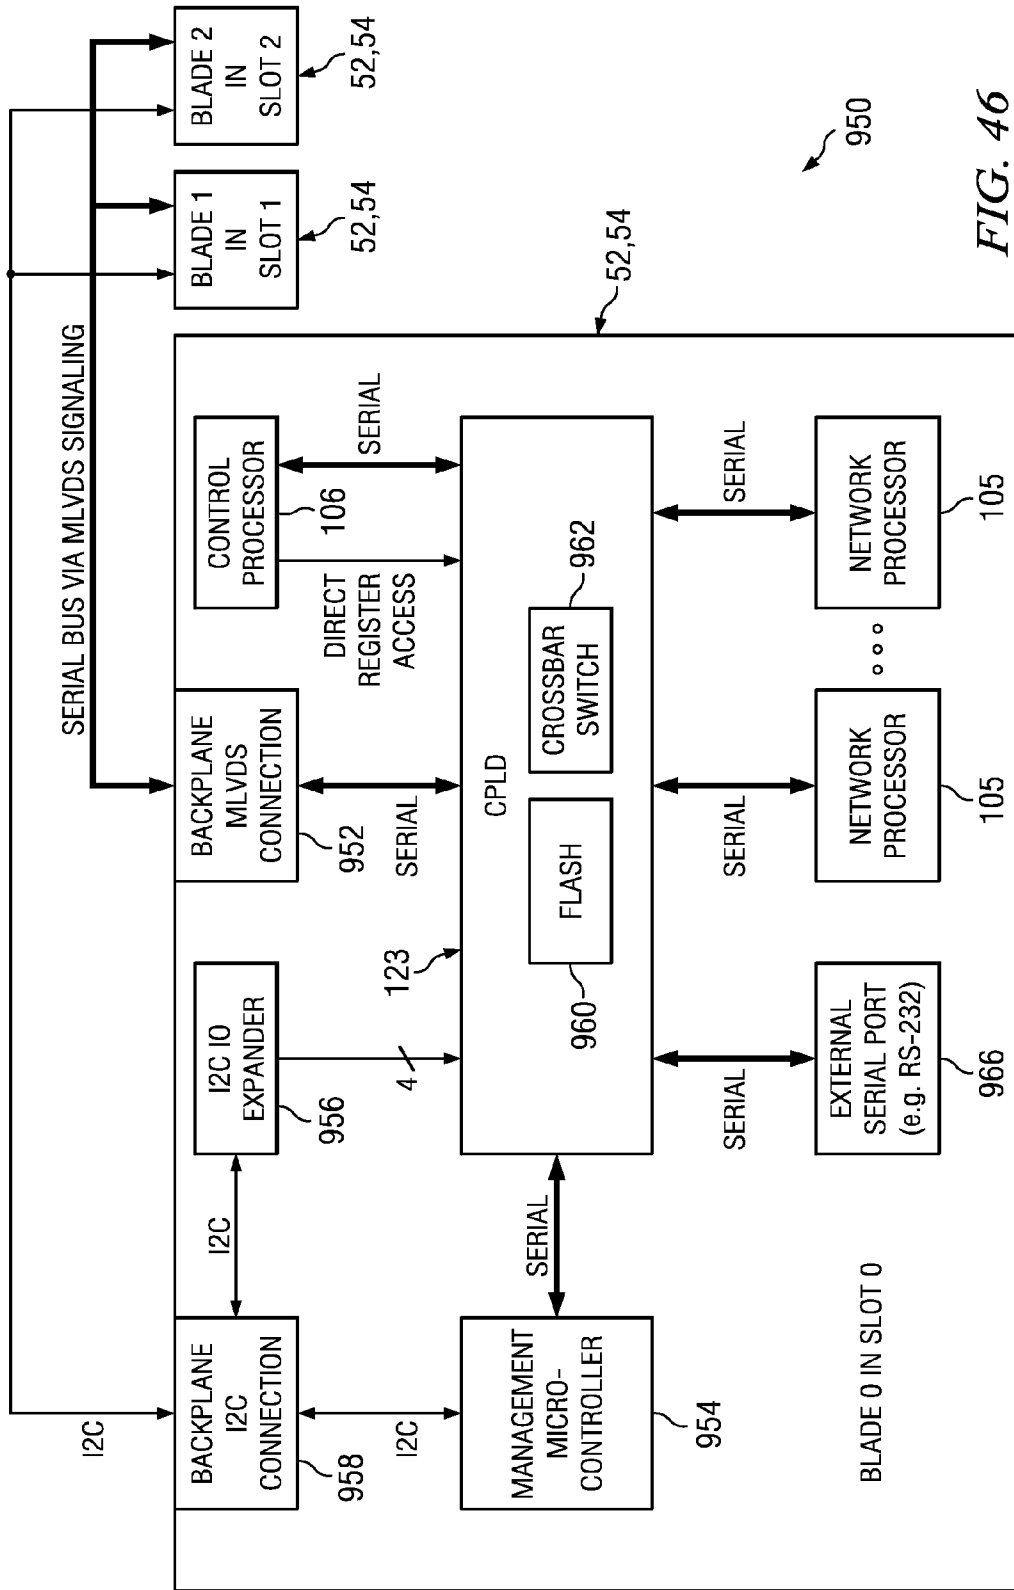 I2C
SERIAL BUS VIA MLVDS SIGNALING
BACKPLANE
I2C
CONNECTION
958
I2C
I2C IO
EXPANDER
956
BACKPLANE
MLVDS
CONNECTION
952
CONTROL
PROCESSOR
106
BLADE 1
IN
SLOT 1
52,54
BLADE 2
IN
SLOT 2
52,54
I2C
4
SERIAL
DIRECT
REGISTER
ACCESS
SERIAL
52,54
MANAGEMENT
MICRO-
CONTROLLER
954
SERIAL
123
CPLD
FLASH
960
CROSSBAR
SWITCH
962
950
SERIAL
SERIAL
SERIAL
EXTERNAL
SERIAL PORT
(e.g. RS-232)
966
NETWORK
PROCESSOR
105
NETWORK
PROCESSOR
105
BLADE 0 IN SLOT 0
FIG. 46